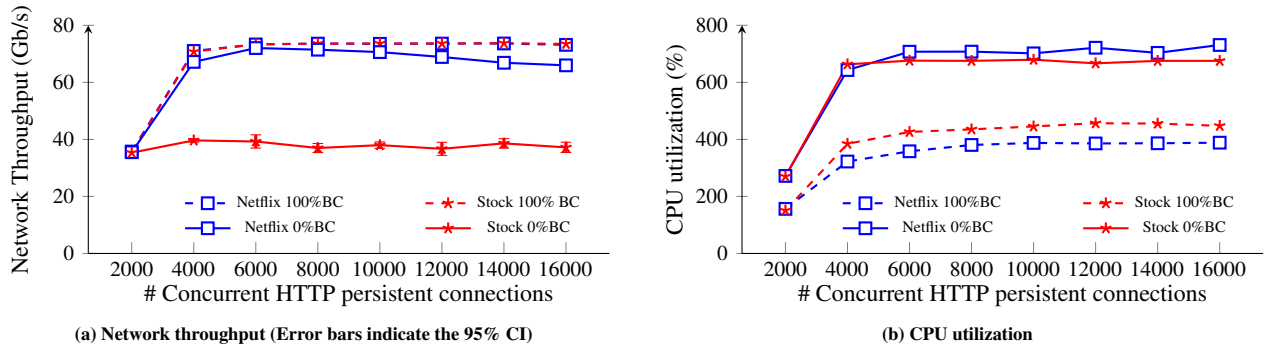 Network Throughput (Gb/s)
80
60
40
20
0
Netflix 100%BC
Stock 100% BC
Netflix 0%BC
Stock 0%BC
2000 4000 6000 8000 10000 12000 14000 16000
# Concurrent HTTP persistent connections
(a) Network throughput (Error bars indicate the 95% CI)
CPU utilization (%)
800
600
400
200
0
Netflix 100%BC
Stock 100%BC
Netflix 0%BC
Stock 0%BC
2000 4000 6000 8000 10000 12000 14000 16000
# Concurrent HTTP persistent connections
(b) CPU utilization